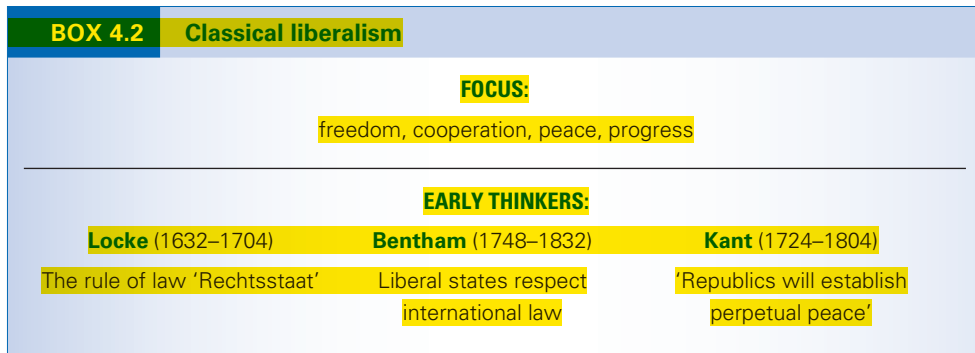 BOX 4.2 Classical liberalism
FOCUS:
freedom, cooperation, peace, progress
EARLY THINKERS:
Locke (1632–1704) Bentham (1748–1832) Kant (1724–1804)
The rule of law ‘Rechtsstaat’ Liberal states respect ‘Republics will establish
international law perpetual peace’